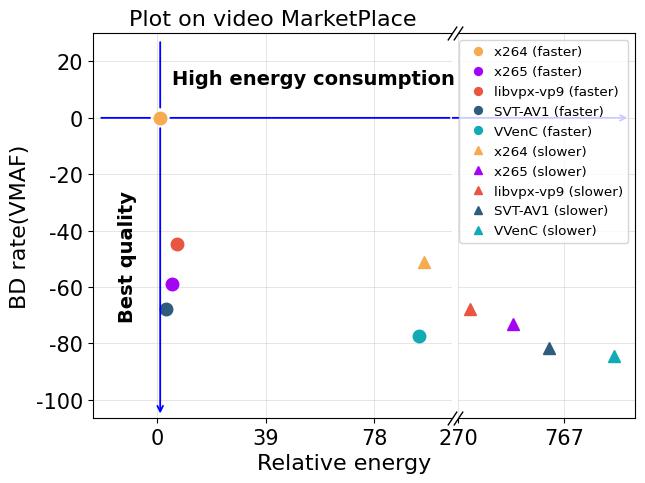 Plot on video MarketPlace
High energy consumption
Best quality
BD rate(VMAF)
20
0
-20
-40
-60
-80
-100
x264 (faster)
x265 (faster)
libvpx-vp9 (faster)
SVT-AV1 (faster)
VVenC (faster)
x264 (slower)
x265 (slower)
libvpx-vp9 (slower)
SVT-AV1 (slower)
VVenC (slower)
0 39 78 270 767
Relative energy